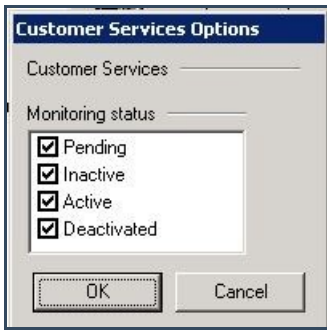 Customer Services Options
Customer Services
Monitoring status
Pending
Inactive
Active
Deactivated
OK
Cancel